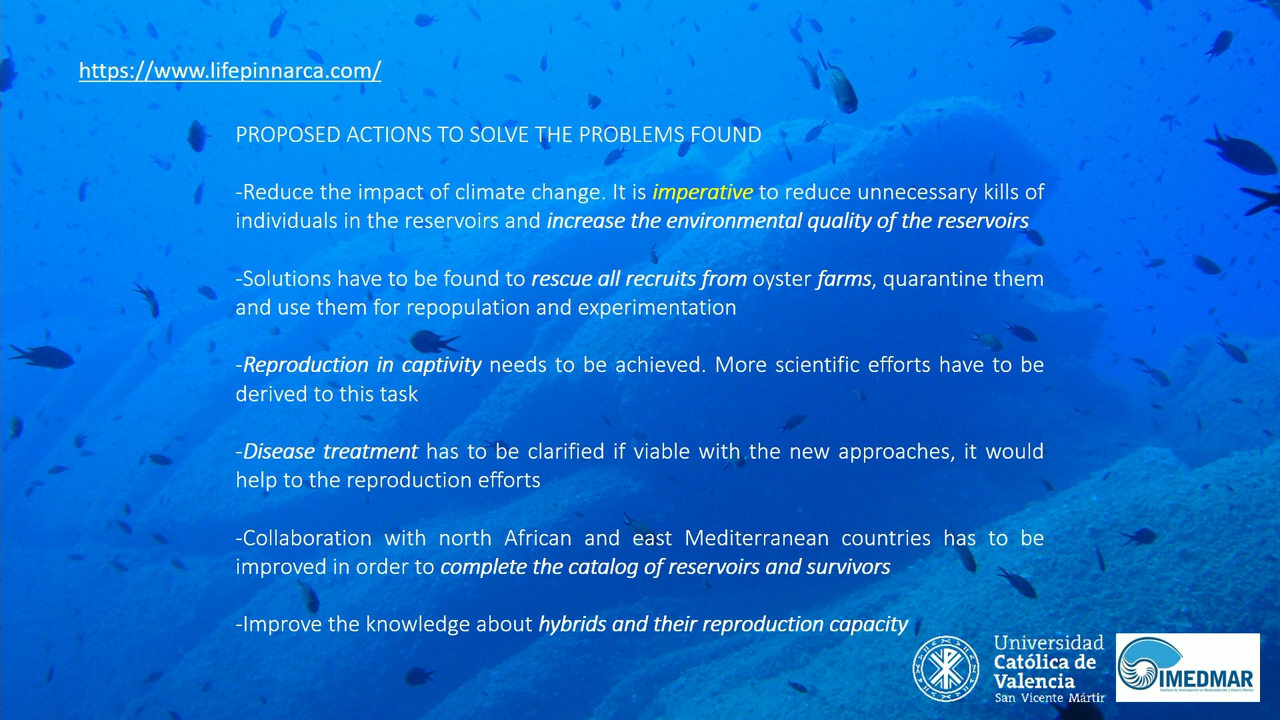 https://www.lifepinnarca.com/
PROPOSED ACTIONS TO SOLVE THE PROBLEMS FOUND
-Reduce the impact of climate change. It is imperative to reduce unnecessary kills of
individuals in the reservoirs and increase the environmental quality of the reservoirs
-Solutions have to be found to rescue all recruits from oyster farms, quarantine them
and use them for repopulation and experimentation
-Reproduction in captivity needs to be achieved. More scientific efforts have to be
derived to this task
-Disease treatment has to be clarified if viable with the new approaches, it would
help to the reproduction efforts
-Collaboration with north African and east Mediterranean countries has to be
improved in order to complete the catalog of reservoirs and survivors
-Improve the knowledge about hybrids and their reproduction capacity
Universidad
Católica de
Valencia
San Vicente Mártir
IMEDMAR